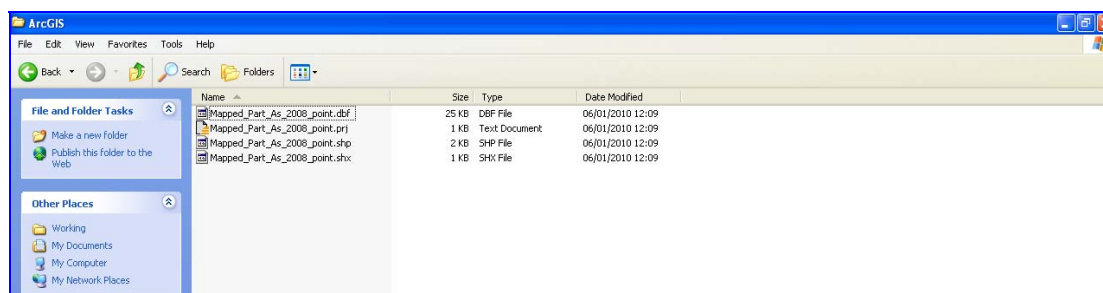 ArcGIS
File Edit View Favorites Tools Help
Back Search Folders
Name Size Type Date Modified
File and Folder Tasks
Make a new folder
Publish this folder to the
Web
Other Places
Working
My Documents
My Computer
My Network Places
Mapped_Part_As_2008_point.dbf 25 KB DBF File 06/01/2010 12:09
Mapped_Part_As_2008_point.prj 1 KB Text Document 06/01/2010 12:09
Mapped_Part_As_2008_point.shp 2 KB SHP File 06/01/2010 12:09
Mapped_Part_As_2008_point.shx 1 KB SHX File 06/01/2010 12:09